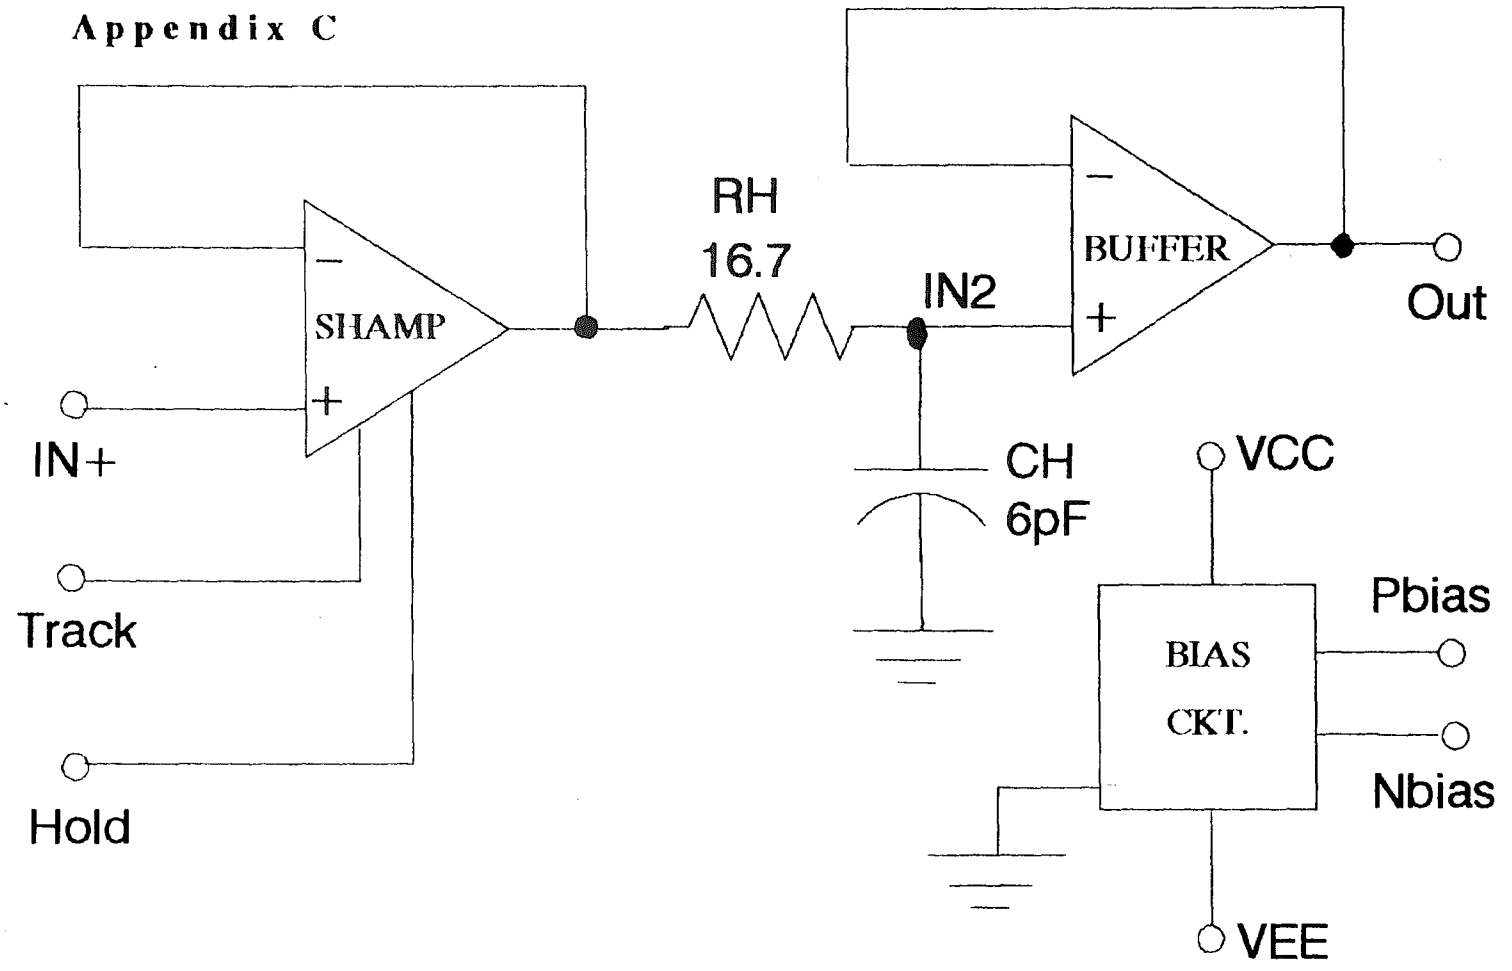 Appendix C
RH
16.7
IN2
−
SHAMP
+
−
BUFFER
+
Out
IN+
Track
Hold
CH
6pF
VCC
BIAS
CKT.
Pbias
Nbias
VEE